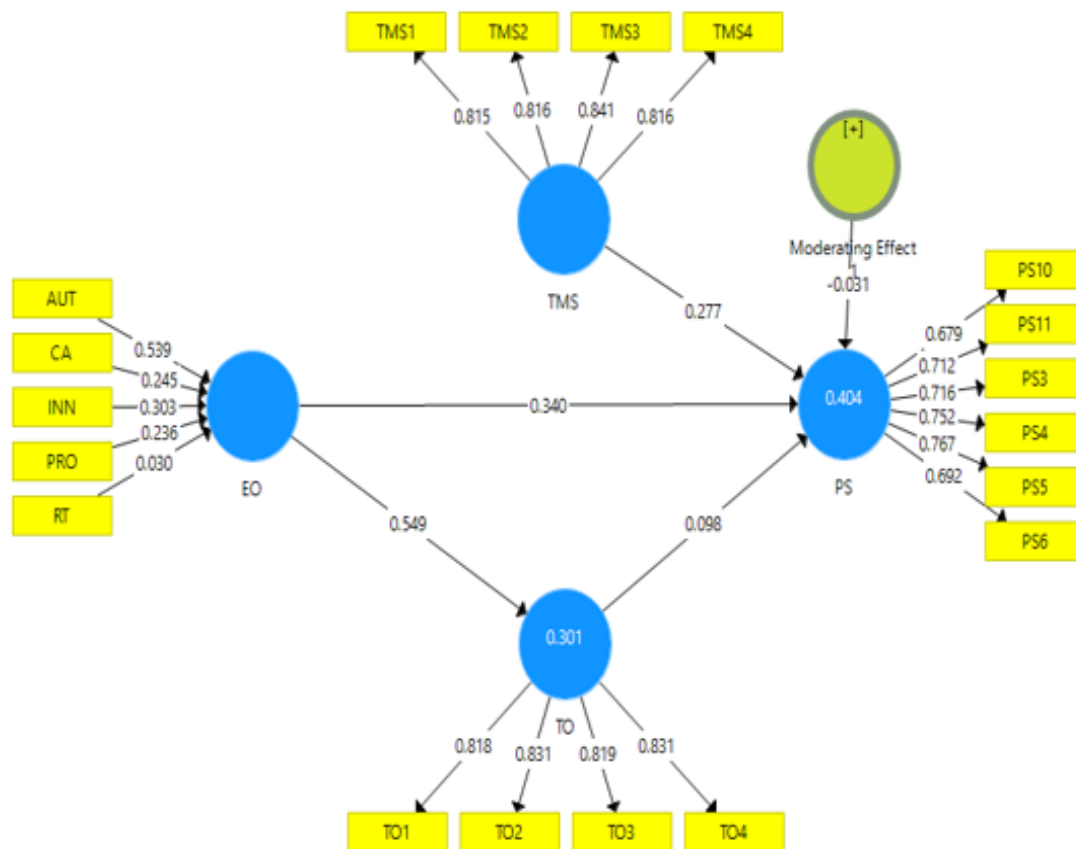 TMS1 TMS2 TMS3 TMS4
0.815 0.816 0.841 0.816
[+]
TMS
Moderating Effect
1
-0.031
0.277
AUT
CA
INN
PRO
RT
0.539
0.245
0.303
0.236
0.030
EO
0.340
0.549
0.404
PS
0.098
0.679
0.712
0.716
0.752
0.767
0.692
PS10
PS11
PS3
PS4
PS5
PS6
0.301
TO
0.818 0.831 0.819 0.831
TO1 TO2 TO3 TO4